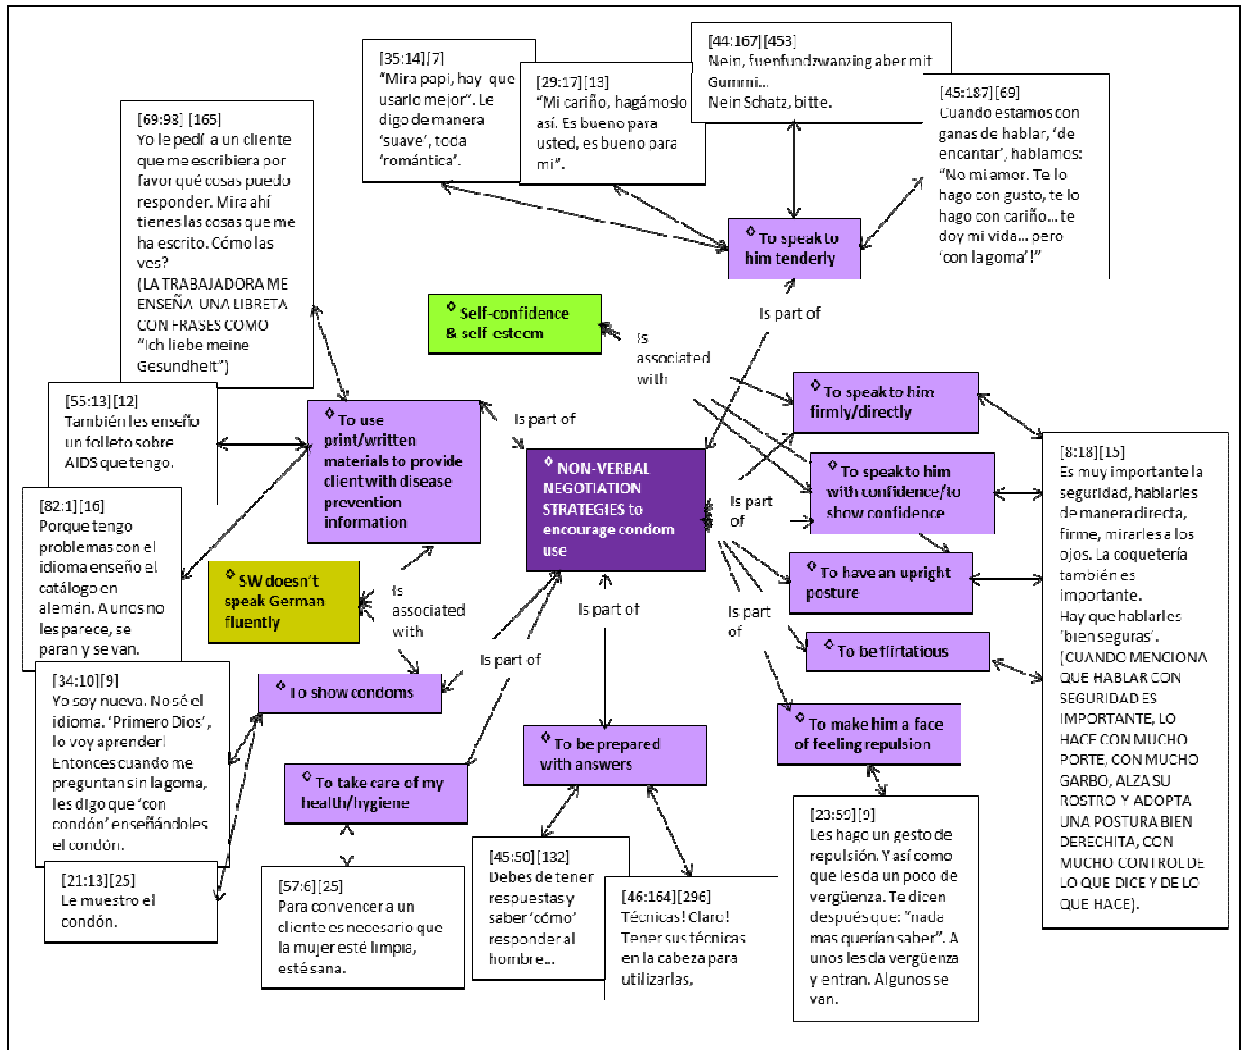 [44:167][453]
Nein, fuenfundzwanzing aber mit
Gummi...
Nein Schatz, bitte.
[35:14][7]
“Mira papi, hay que
usarlo mejor”. Le
digo de manera
‘suave’, toda
‘romántica’.
[29:17][13]
“Mi cariño, hagámoslo
así. Es bueno para
usted, es bueno para
mi”.
[45:187][69]
Cuando estamos con
ganas de hablar, ‘de
encantar’, hablamos:
“No mi amor. Te lo
hago con gusto, te lo
hago con cariño... te
doy mi vida... pero
‘con la goma’!”
[69:98] [165]
Yo le pedí a un cliente
que me escribiera por
favor qué cosas puedo
responder. Mira ahí
tienes las cosas que me
ha escrito. Cómo las
ves?
(LA TRABAJADORA ME
ENSEÑA UNA LIBRETA
CON FRASES COMO
“Ich liebe meine
Gesundheit”)
◊ To speak to
him tenderly
Is part of
◊ Self-confidence
& self-esteem
is
associated
with
◊ To speak to him
firmly/directly
[55:13][12]
También les enseño
un folleto sobre
AIDS que tengo.
◊ To use
print/written
materials to provide
client with disease
prevention
information
Is part of
◊ NON-VERBAL
NEGOTIATION
STRATEGIES to
encourage condom
use
Is part
of
◊ To speak to him
with confidence/to
show confidence
[8:18][15]
Es muy importante la
seguridad, hablarles
de manera directa,
firme, mirarles a los
ojos. La coquetería
también es
importante.
Hay que hablarles
‘bien seguras’.
(CUANDO MENCIONA
QUE HABLAR CON
SEGURIDAD ES
IMPORTANTE, LO
HACE CON MUCHO
PORTE, CON MUCHO
GARBO, ALZA SU
ROSTRO Y ADOPTA
UNA POSTURA BIEN
DERECHITA, CON
MUCHO CONTROL DE
LO QUE DICE Y DE LO
QUE HACE).
[82:1][16]
Porque tengo
problemas con el
idioma enseño el
catálogo en
alemán. A unos no
les parece, se
paran y se van.
◊ SW doesn’t
speak German
fluently
is
associated
with
Is part of
Is part of
Is part
of
◊ To have an upright
posture
◊ To be flirtatious
[34:10][9]
Yo soy nueva. No sé el
idioma. ‘Primero Dios’,
lo voy aprender!
Entonces cuando me
preguntan sin la goma,
les digo que ‘con
condón’ enseñándoles
el condón.
◊ To show condoms
◊ To make him a face
of feeling repulsion
◊ To be prepared
with answers
◊ To take care of my
health/hygiene
[21:13][25]
Le muestro el
condón.
[57:6][25]
Para convencer a un
cliente es necesario que
la mujer esté limpia,
esté sana.
[45:50][132]
Debes de tener
respuestas y
saber ‘cómo’
responder al
hombre...
[46:164][296]
Técnicas! Claro!
Tener sus técnicas
en la cabeza para
utilizarlas,
[23:59][9]
Les hago un gesto de
repulsión. Y así como
que les da un poco de
vergüenza. Te dicen
después que: “nada
mas querían saber”. A
unos les da vergüenza
y entran. Algunos se
van.